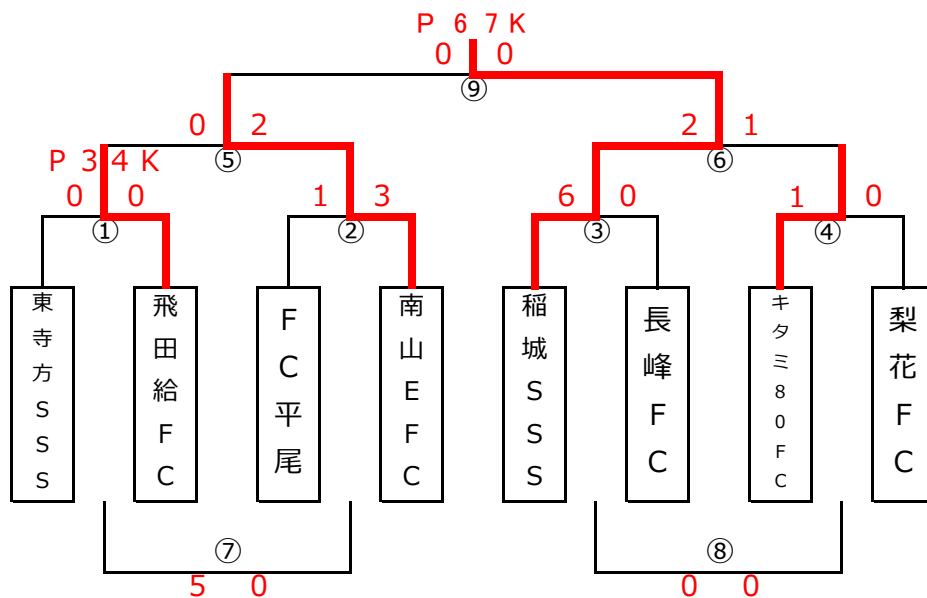 P 6 7 K
0 0
⑨
0 2
2 1
⑤
⑥
P 3 4 K
0 0
1 3
6 0
1 0
①
②
③
④
東寺方SSS
飛田給FC
FC平尾
南山EFC
稲城SSS
長峰FC
キタミ80FC
梨花FC
⑦
⑧
5 0
0 0